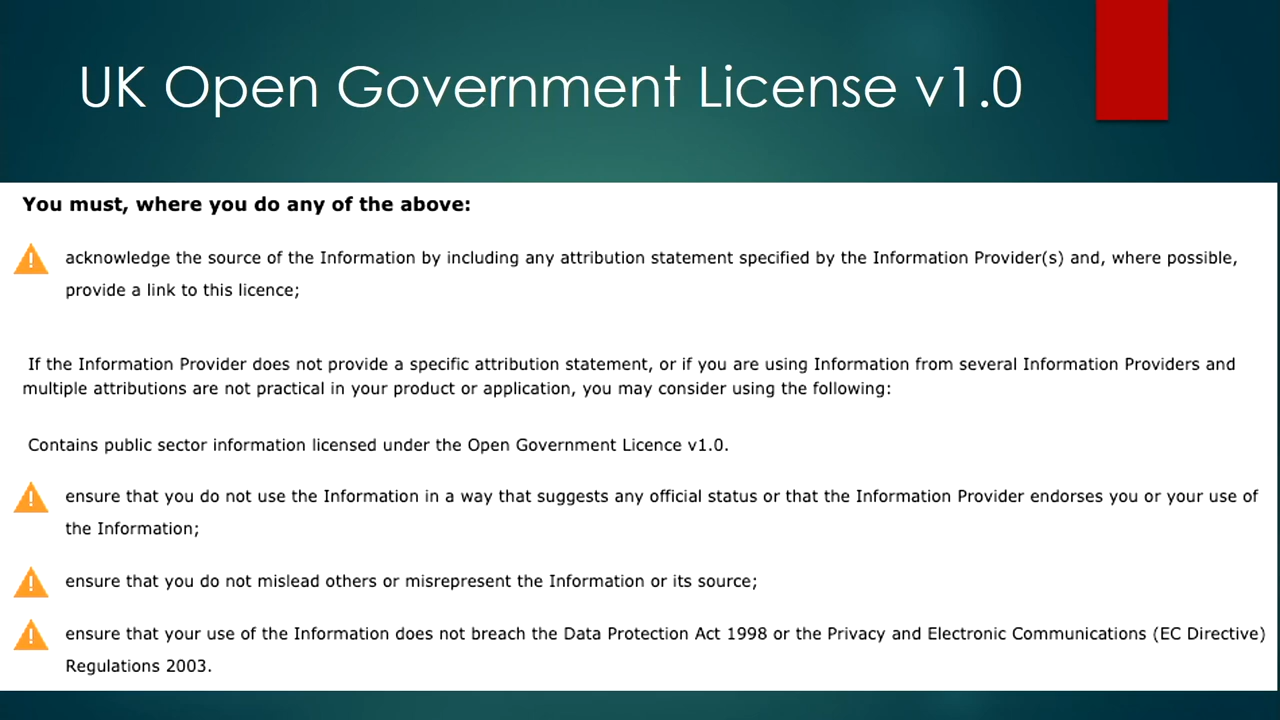 UK Open Government License v1.0
You must, where you do any of the above:
acknowledge the source of the Information by including any attribution statement specified by the Information Provider(s) and, where possible,
provide a link to this licence;
If the Information Provider does not provide a specific attribution statement, or if you are using Information from several Information Providers and
multiple attributions are not practical in your product or application, you may consider using the following:
Contains public sector information licensed under the Open Government Licence v1.0.
ensure that you do not use the Information in a way that suggests any official status or that the Information Provider endorses you or your use of
the Information;
ensure that you do not mislead others or misrepresent the Information or its source;
ensure that your use of the Information does not breach the Data Protection Act 1998 or the Privacy and Electronic Communications (EC Directive)
Regulations 2003.